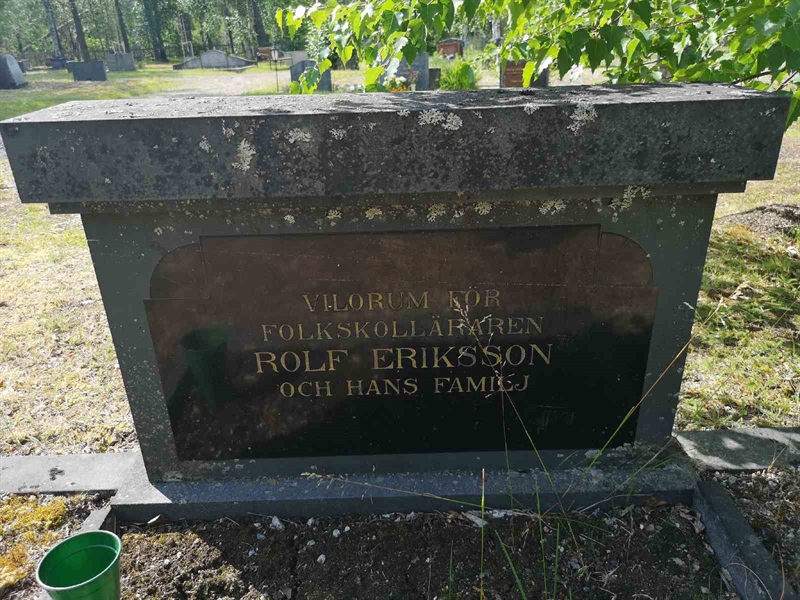 VILORUM FÖR
FOLKSKOLLÄRAREN
ROLF ERIKSSON
OCH HANS FAMILJ